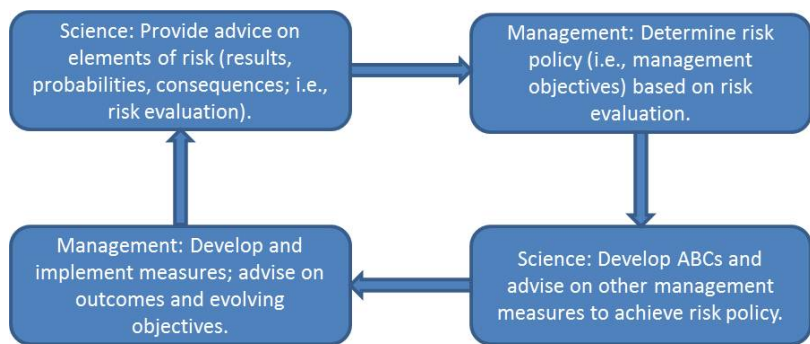 Science: Provide advice on
elements of risk (results,
probabilities, consequences; i.e.,
risk evaluation).
Management: Determine risk
policy (i.e., management
objectives) based on risk
evaluation.
Management: Develop and
implement measures; advise on
outcomes and evolving
objectives.
Science: Develop ABCs and
advise on other management
measures to achieve risk policy.